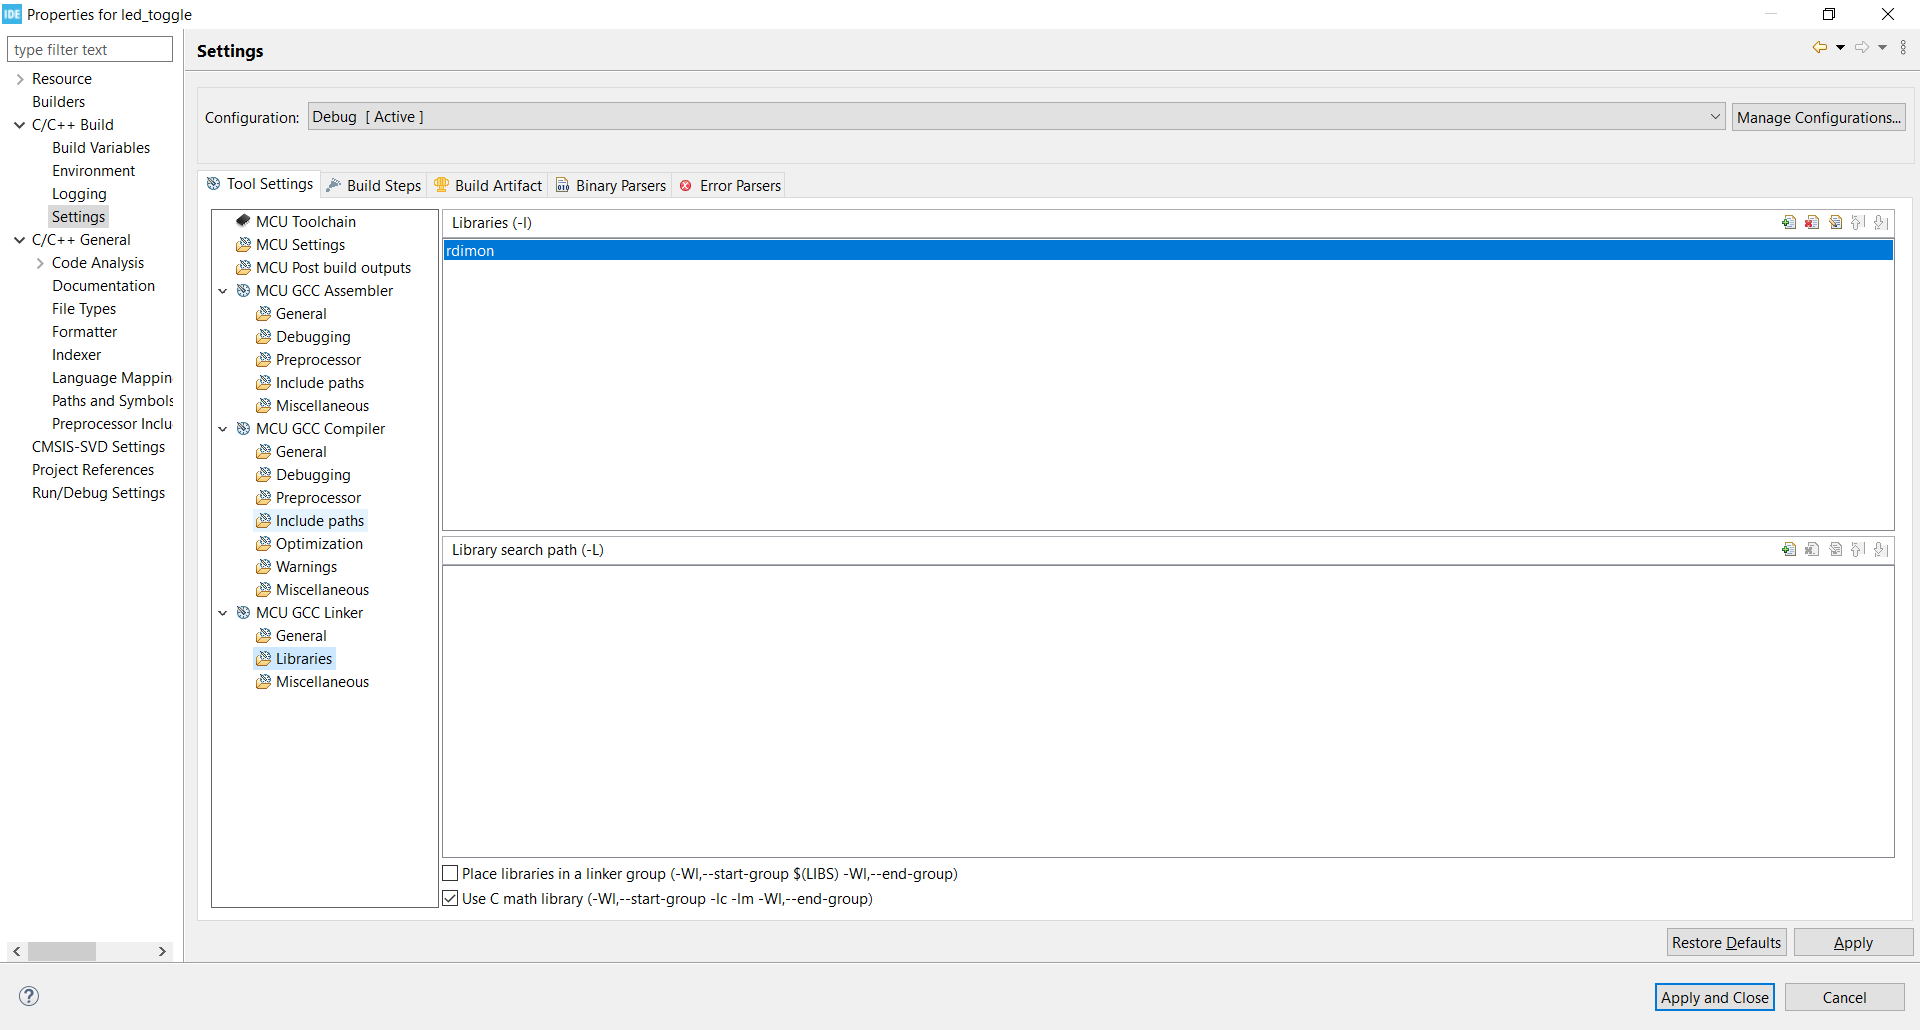 IDE Properties for led_toggle
type filter text
Resource
Builders
C/C++ Build
Build Variables
Environment
Logging
Settings
C/C++ General
Code Analysis
Documentation
File Types
Formatter
Indexer
Language Mappin
Paths and Symbols
Preprocessor Inclu
CMSIS-SVD Settings
Project References
Run/Debug Settings
Settings
Configuration: Debug [ Active ] Manage Configurations...
Tool Settings Build Steps Build Artifact Binary Parsers Error Parsers
MCU Toolchain
MCU Settings
MCU Post build outputs
MCU GCC Assembler
General
Debugging
Preprocessor
Include paths
Miscellaneous
MCU GCC Compiler
General
Debugging
Preprocessor
Include paths
Optimization
Warnings
Miscellaneous
MCU GCC Linker
General
Libraries
Miscellaneous
Libraries (-l)
rdimon
Library search path (-L)
Place libraries in a linker group (-Wl,--start-group $(LIBS) -Wl,--end-group)
Use C math library (-Wl,--start-group -lc -lm -Wl,--end-group)
Restore Defaults Apply
? Apply and Close Cancel